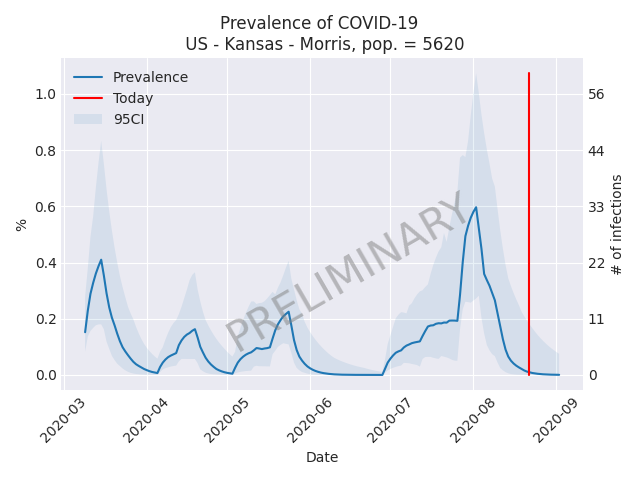 Prevalence of COVID-19
US - Kansas - Morris, pop. = 5620
Prevalence
Today
95CI
PRELIMINARY
%
1.0
0.8
0.6
0.4
0.2
0.0
56
44
33
22
11
0
# of infections
2020-03
2020-04
2020-05
2020-06
2020-07
2020-08
2020-09
Date